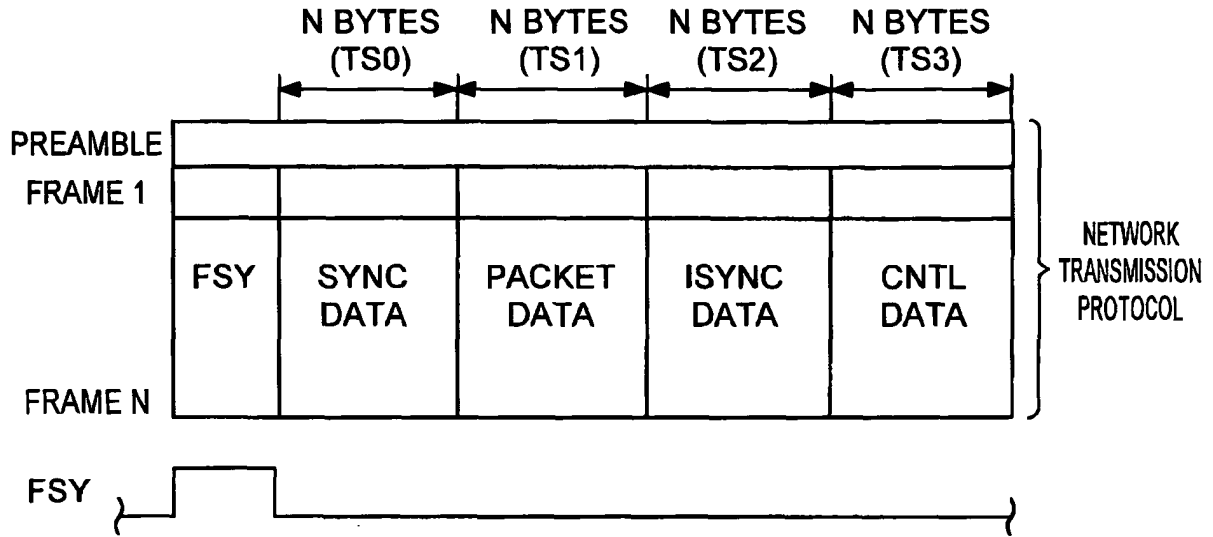 N BYTES N BYTES N BYTES N BYTES
(TS0) (TS1) (TS2) (TS3)
PREAMBLE
FRAME 1
FSY SYNC DATA PACKET DATA ISYNC DATA CNTL DATA
FRAME N
NETWORK
TRANSMISSION
PROTOCOL
FSY